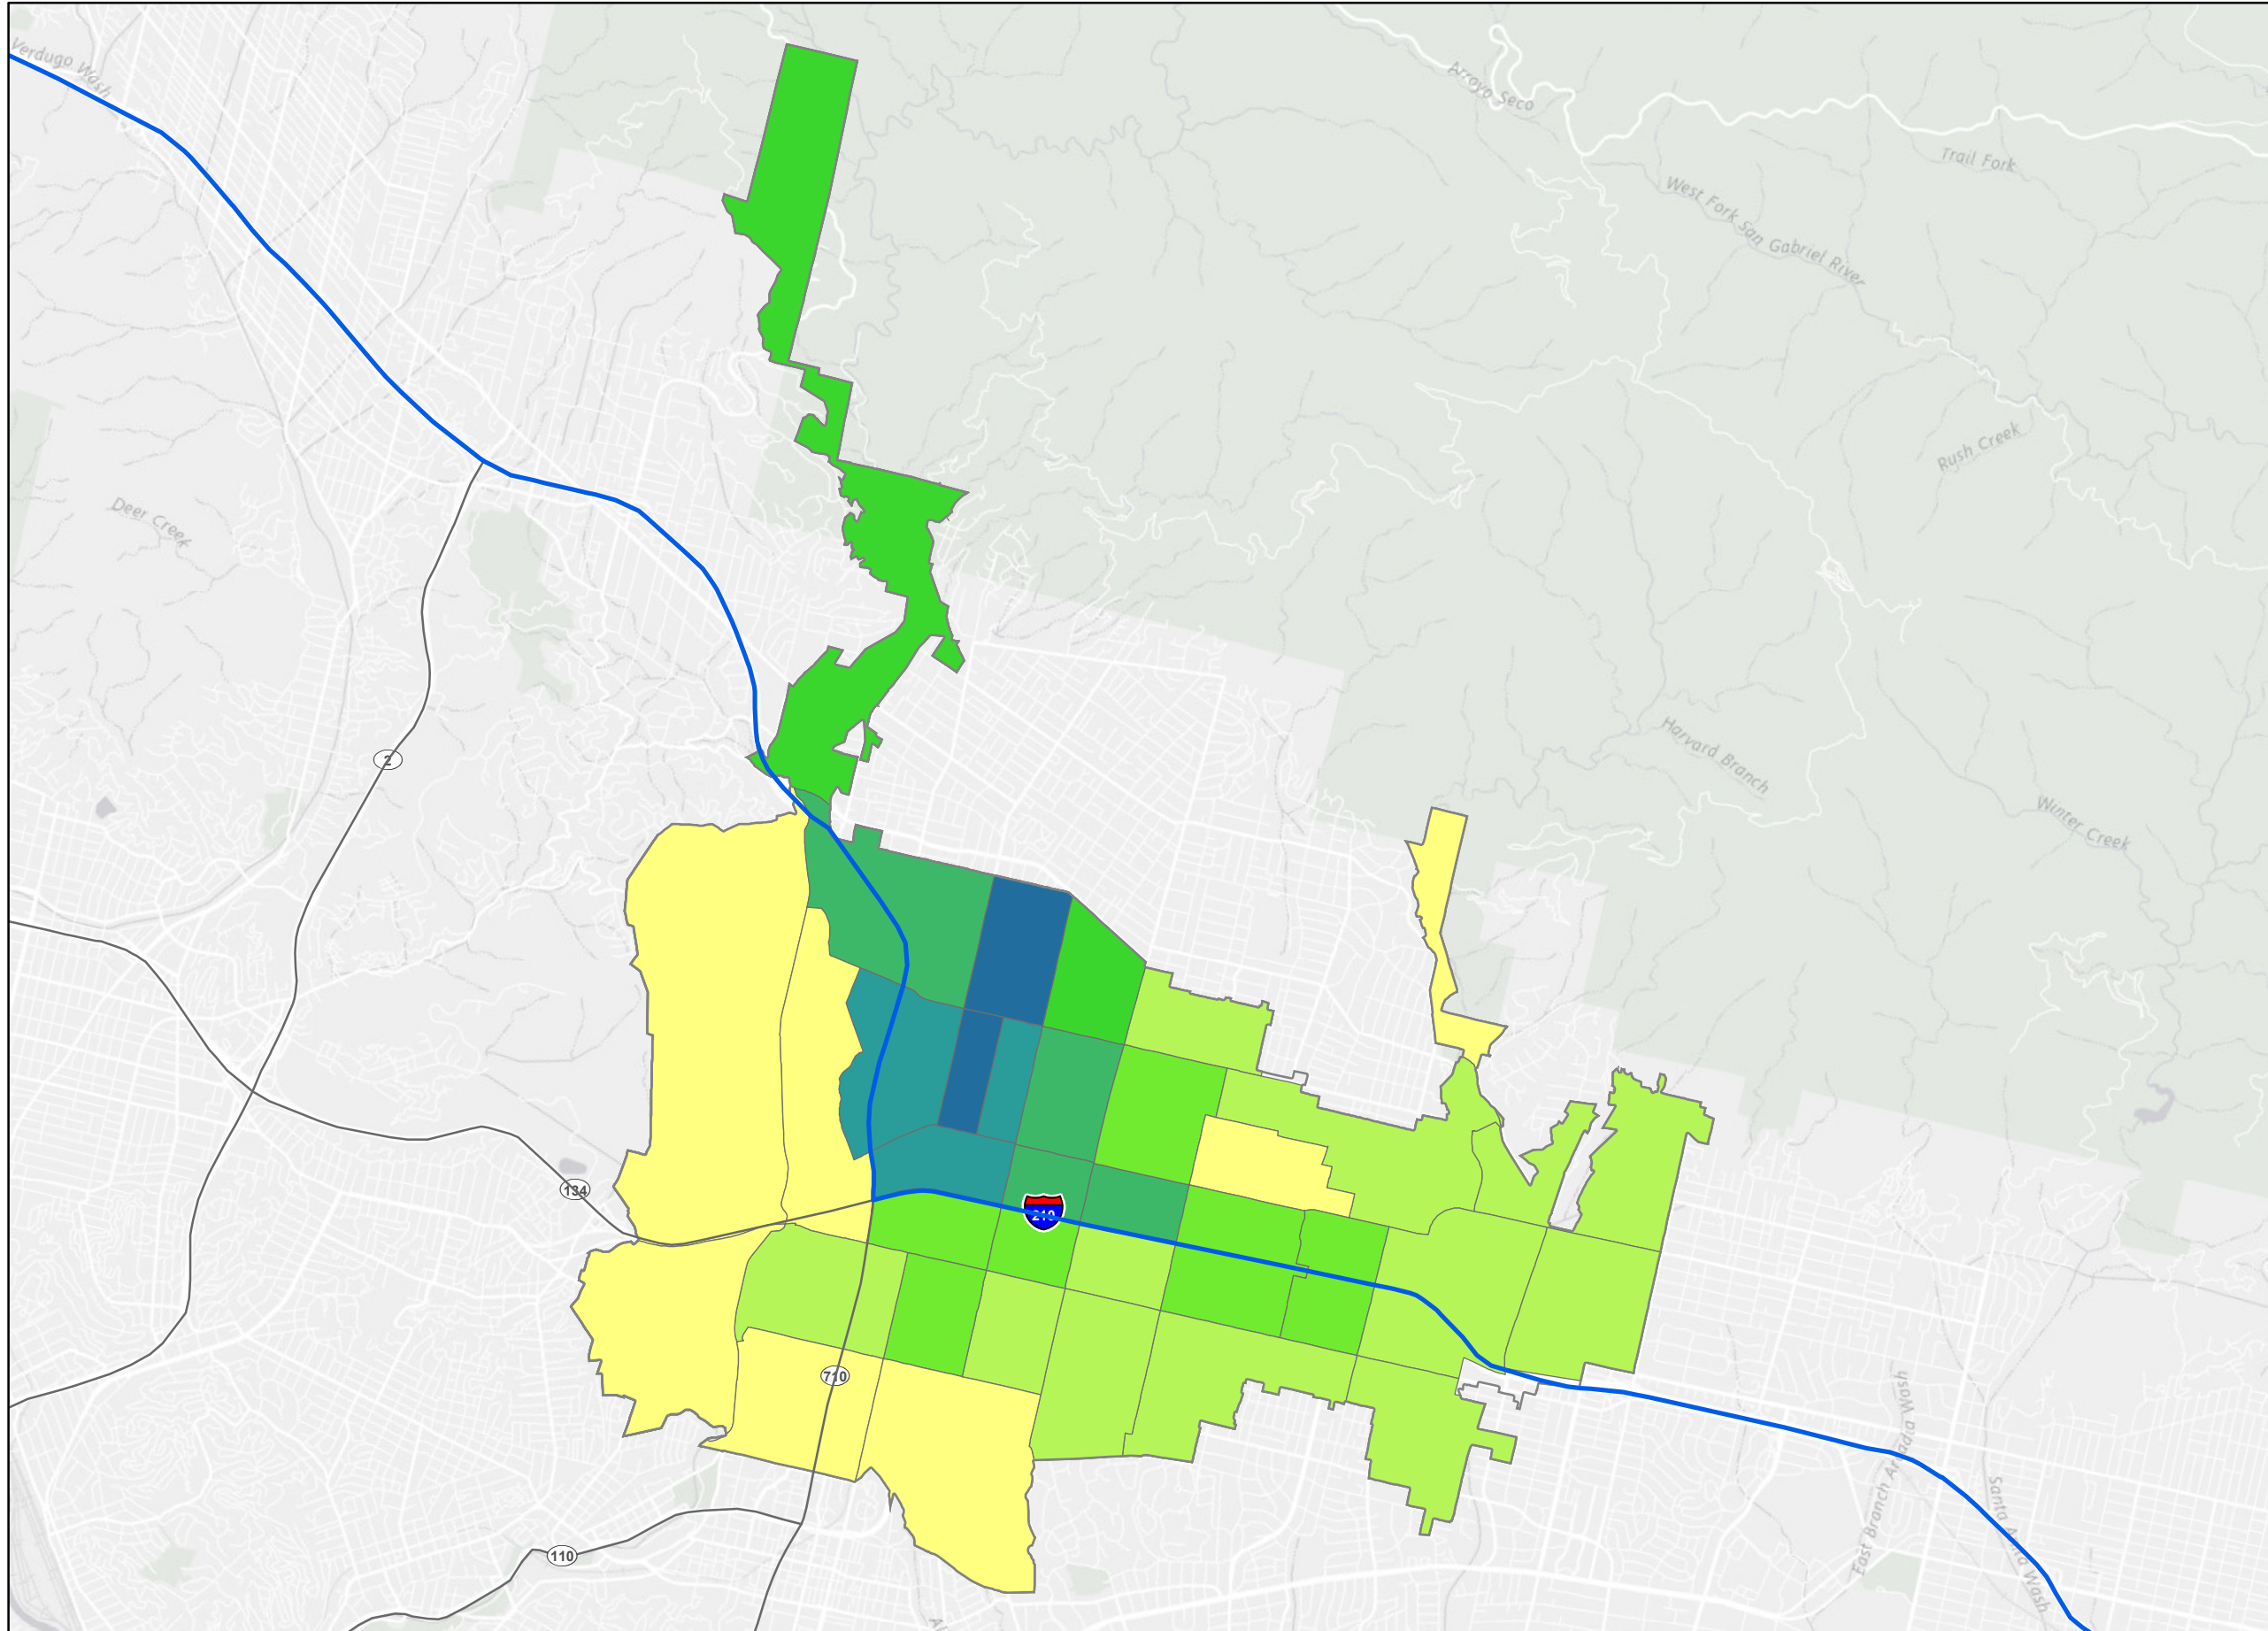 Verdugo Wash
Arroyo Seco
Trail Fork
West Fork San Gabriel River
Rush Creek
Deer Creek
Harvard Branch
2
Winter Creek
134
210
710
East Branch Arcadia Wash
Santa Anita Wash
110